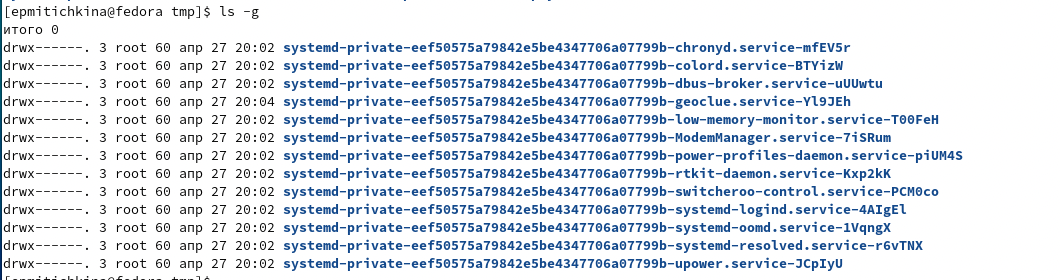 [epmitichkina@fedora tmp]$ ls -g
итого 0
drwx------. 3 root 60 апр 27 20:02 systemd-private-eef50575a79842e5be4347706a07799b-chronyd.service-mfEV5r
drwx------. 3 root 60 апр 27 20:02 systemd-private-eef50575a79842e5be4347706a07799b-colord.service-BTYizW
drwx------. 3 root 60 апр 27 20:02 systemd-private-eef50575a79842e5be4347706a07799b-dbus-broker.service-uUUwtu
drwx------. 3 root 60 апр 27 20:04 systemd-private-eef50575a79842e5be4347706a07799b-geoclue.service-Yl9JEh
drwx------. 3 root 60 апр 27 20:02 systemd-private-eef50575a79842e5be4347706a07799b-low-memory-monitor.service-T00FeH
drwx------. 3 root 60 апр 27 20:02 systemd-private-eef50575a79842e5be4347706a07799b-ModemManager.service-7iSRum
drwx------. 3 root 60 апр 27 20:02 systemd-private-eef50575a79842e5be4347706a07799b-power-profiles-daemon.service-piUM4S
drwx------. 3 root 60 апр 27 20:02 systemd-private-eef50575a79842e5be4347706a07799b-rtkit-daemon.service-Kxp2kK
drwx------. 3 root 60 апр 27 20:02 systemd-private-eef50575a79842e5be4347706a07799b-switcheroo-control.service-PCM0co
drwx------. 3 root 60 апр 27 20:02 systemd-private-eef50575a79842e5be4347706a07799b-systemd-logind.service-4AIgEl
drwx------. 3 root 60 апр 27 20:02 systemd-private-eef50575a79842e5be4347706a07799b-systemd-oomd.service-1VqngX
drwx------. 3 root 60 апр 27 20:02 systemd-private-eef50575a79842e5be4347706a07799b-systemd-resolved.service-r6vTNX
drwx------. 3 root 60 апр 27 20:02 systemd-private-eef50575a79842e5be4347706a07799b-upower.service-JCpIyU